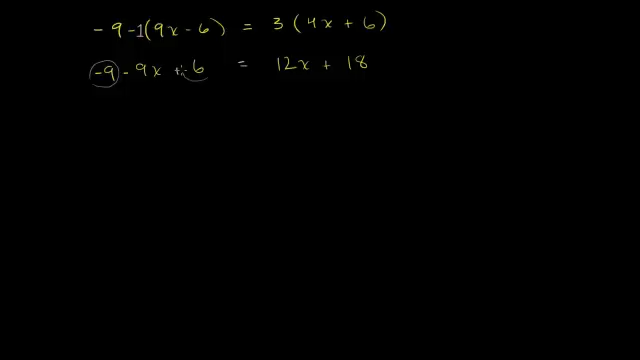 -9-1(9x-6) = 3(4x+6)
-9-9x+6 = 12x+18